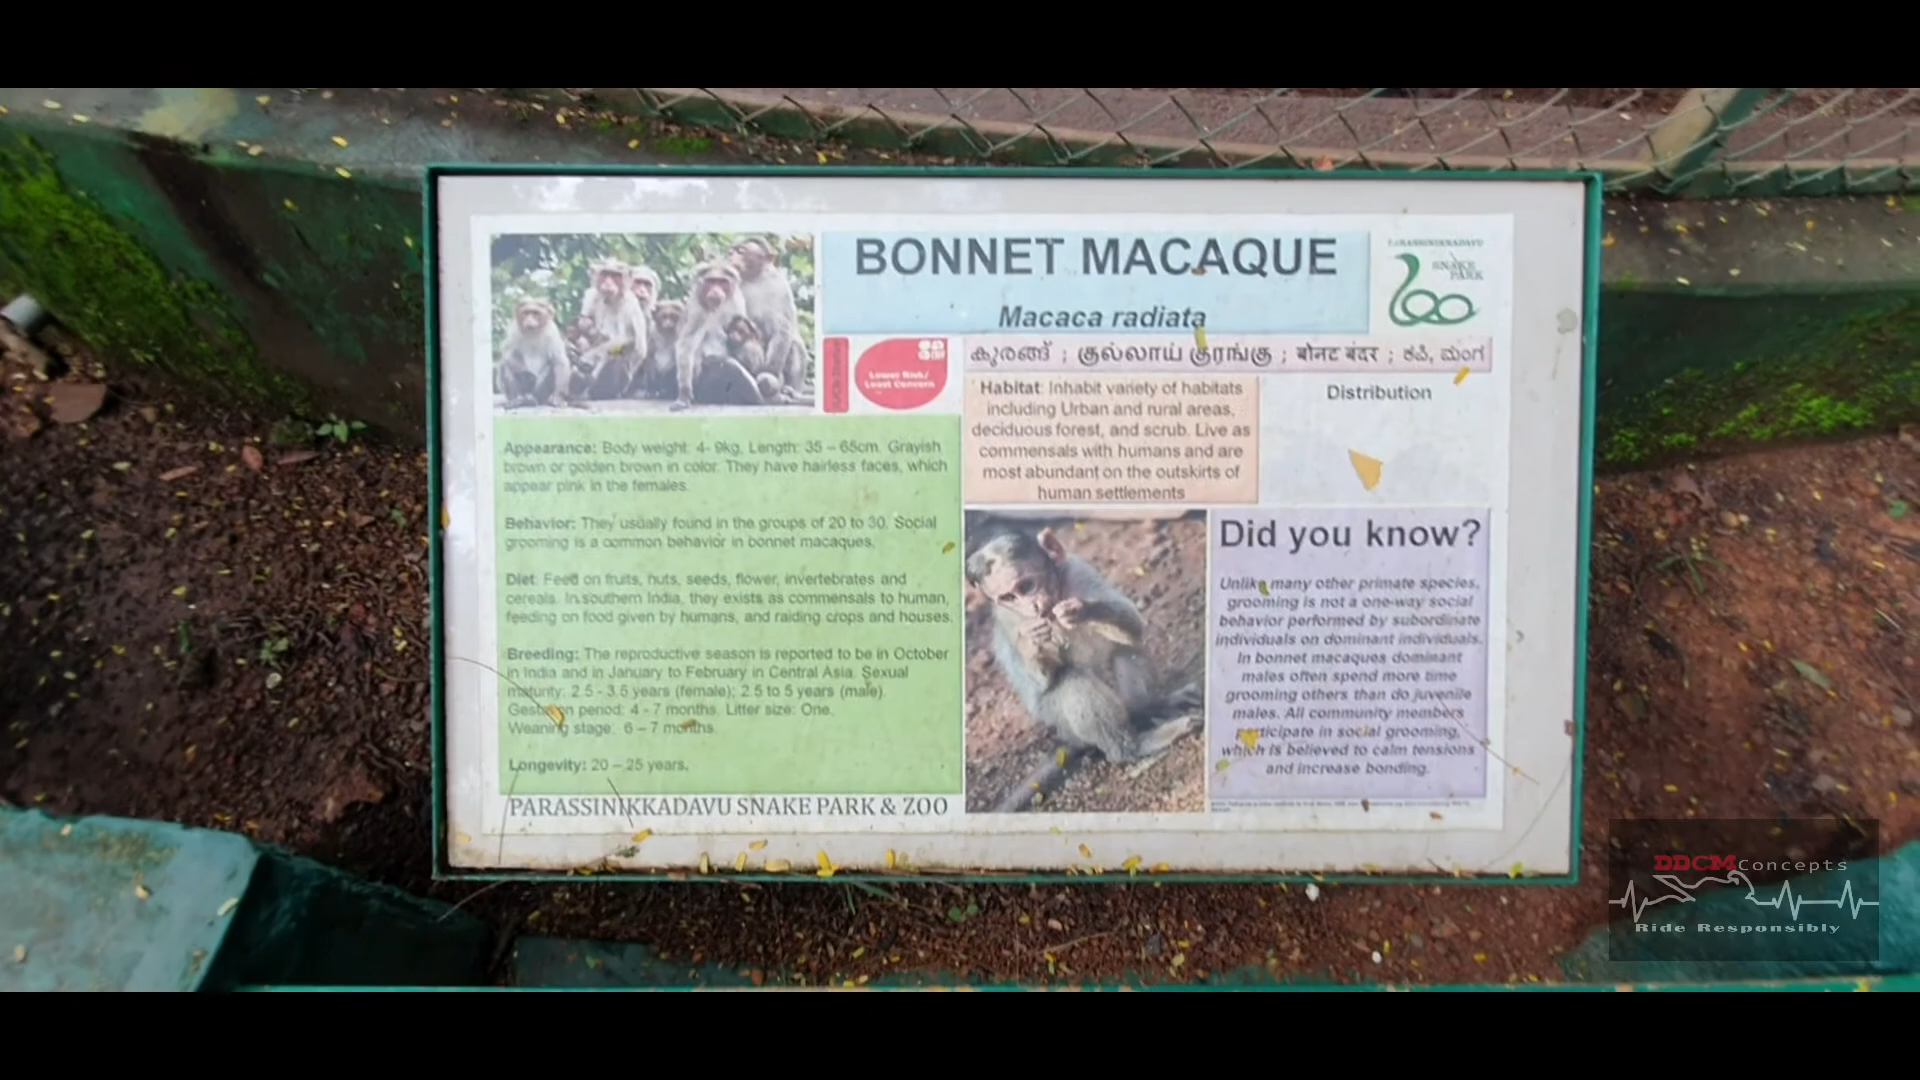 BONNET MACAQUE
Macaca radiata
PARASSINIKKADAVU
SNAKE
PARK
Lower Risk/
Least Concern
കുരങ്ങ് ; குல்லாய் குரங்கு ; बोनट बंदर ; ಕಪಿ, ಮಂಗ
Appearance: Body weight: 4- 9kg. Length: 35 – 65cm. Grayish
brown or golden brown in color. They have hairless faces, which
appear pink in the females.
Behavior: They usually found in the groups of 20 to 30. Social
grooming is a common behavior in bonnet macaques.
Diet: Feed on fruits, nuts, seeds, flower, invertebrates and
cereals. In southern India, they exists as commensals to human,
feeding on food given by humans, and raiding crops and houses.
Breeding: The reproductive season is reported to be in October
in India and in January to February in Central Asia. Sexual
maturity: 2.5 - 3.5 years (female); 2.5 to 5 years (male).
Gestation period: 4 - 7 months. Litter size: One.
Weaning stage: 6 – 7 months.
Longevity: 20 – 25 years.
PARASSINIKKADAVU SNAKE PARK & ZOO
Habitat: Inhabit variety of habitats
including Urban and rural areas,
deciduous forest, and scrub. Live as
commensals with humans and are
most abundant on the outskirts of
human settlements
Distribution
Did you know?
Unlike many other primate species,
grooming is not a one-way social
behavior performed by subordinate
individuals on dominant individuals.
In bonnet macaques dominant
males often spend more time
grooming others than do juvenile
males. All community members
participate in social grooming,
which is believed to calm tensions
and increase bonding.
DDCMConcepts
Ride Responsibly